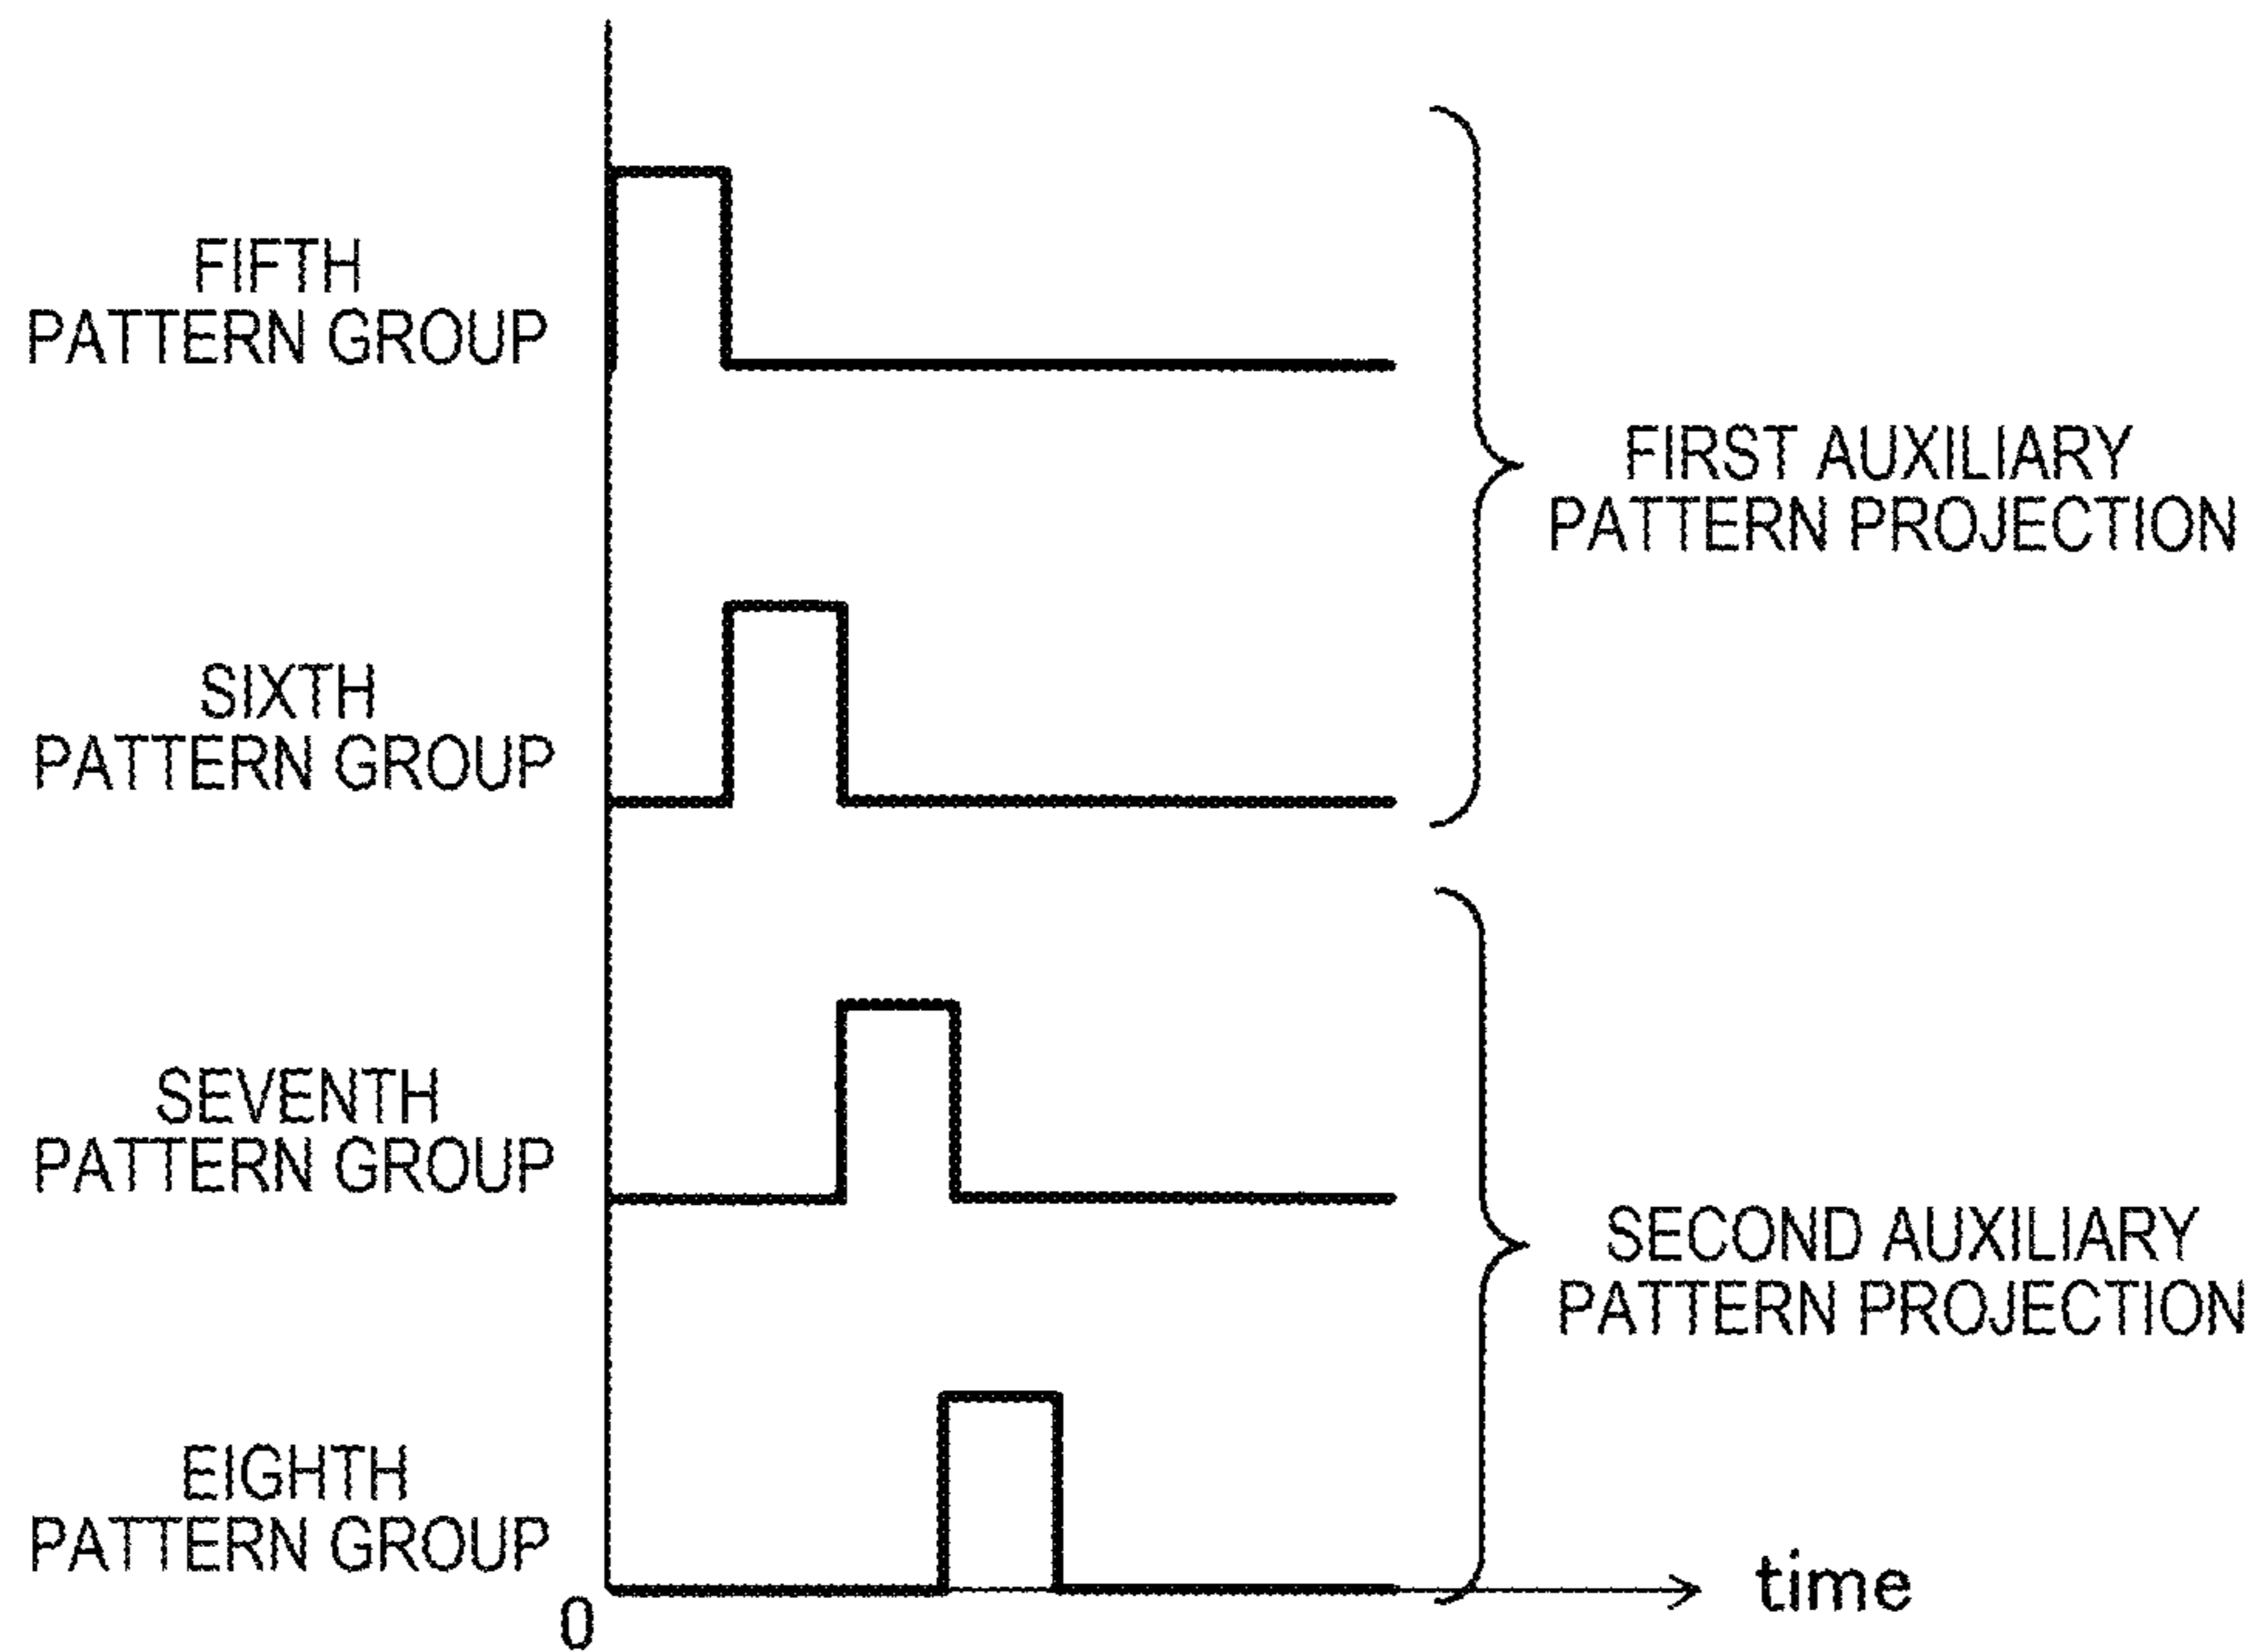 FIFTH
PATTERN GROUP
FIRST AUXILIARY
PATTERN PROJECTION
SIXTH
PATTERN GROUP
SEVENTH
PATTERN GROUP
SECOND AUXILIARY
PATTERN PROJECTION
EIGHTH
PATTERN GROUP
0
time